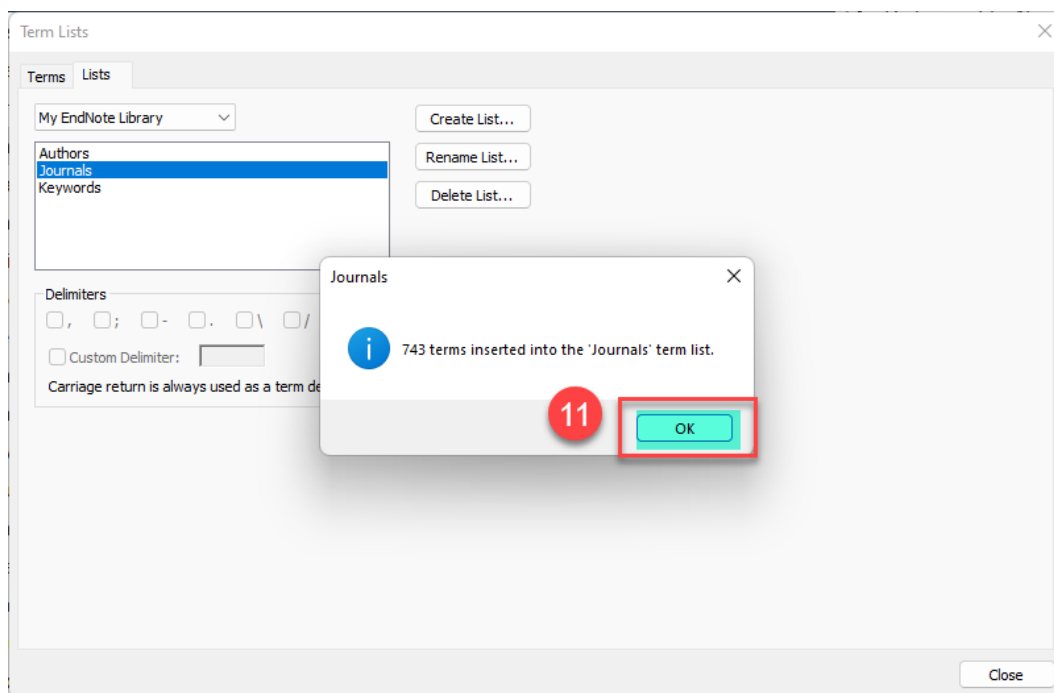 Term Lists
Terms Lists
My EndNote Library
Create List...
Authors
Journals
Keywords
Rename List...
Delete List...
Journals
743 terms inserted into the 'Journals' term list.
11
OK
Delimiters
, ; - . \ /
Custom Delimiter:
Carriage return is always used as a term de
Close